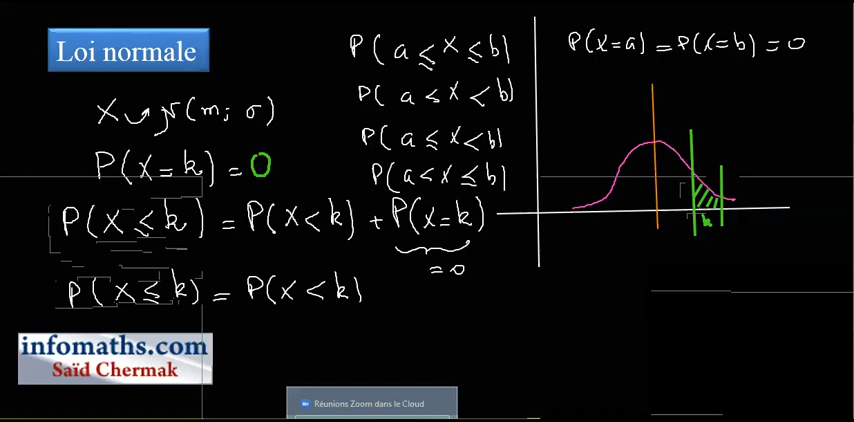 Loi normale
X ↝ 𝒩(m; σ)
P(X = k) = 0
P(X ≤ k) = P(X < k) + P(X = k)
= 0
P(X ≤ k) = P(X < k)
P(a ≤ X ≤ b)
P(a < X < b)
P(a ≤ X < b)
P(a < X ≤ b)
P(X = a) = P(X = b) = 0
k
infomaths.com
Saïd Chermak
Réunions Zoom dans le Cloud